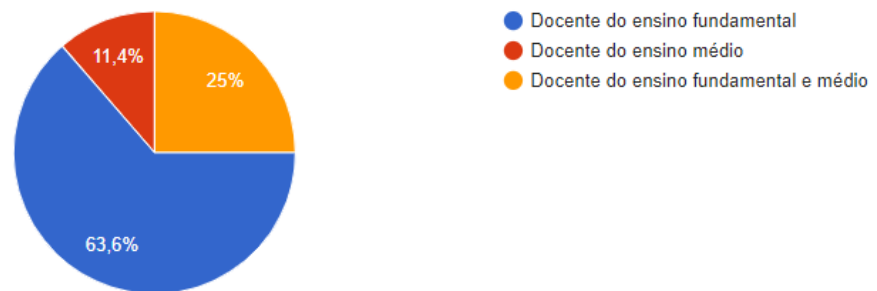 11,4%
25%
63,6%
Docente do ensino fundamental
Docente do ensino médio
Docente do ensino fundamental e médio